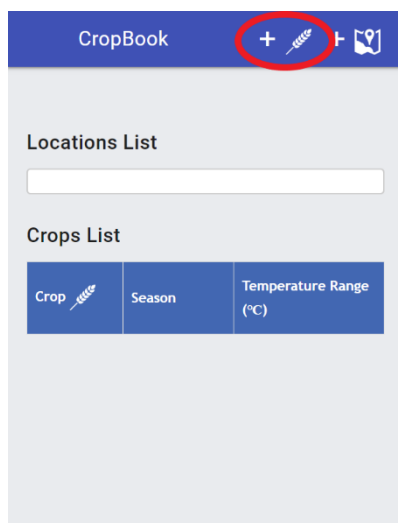 CropBook
Locations List
Crops List
Crop Season Temperature Range
(°C)